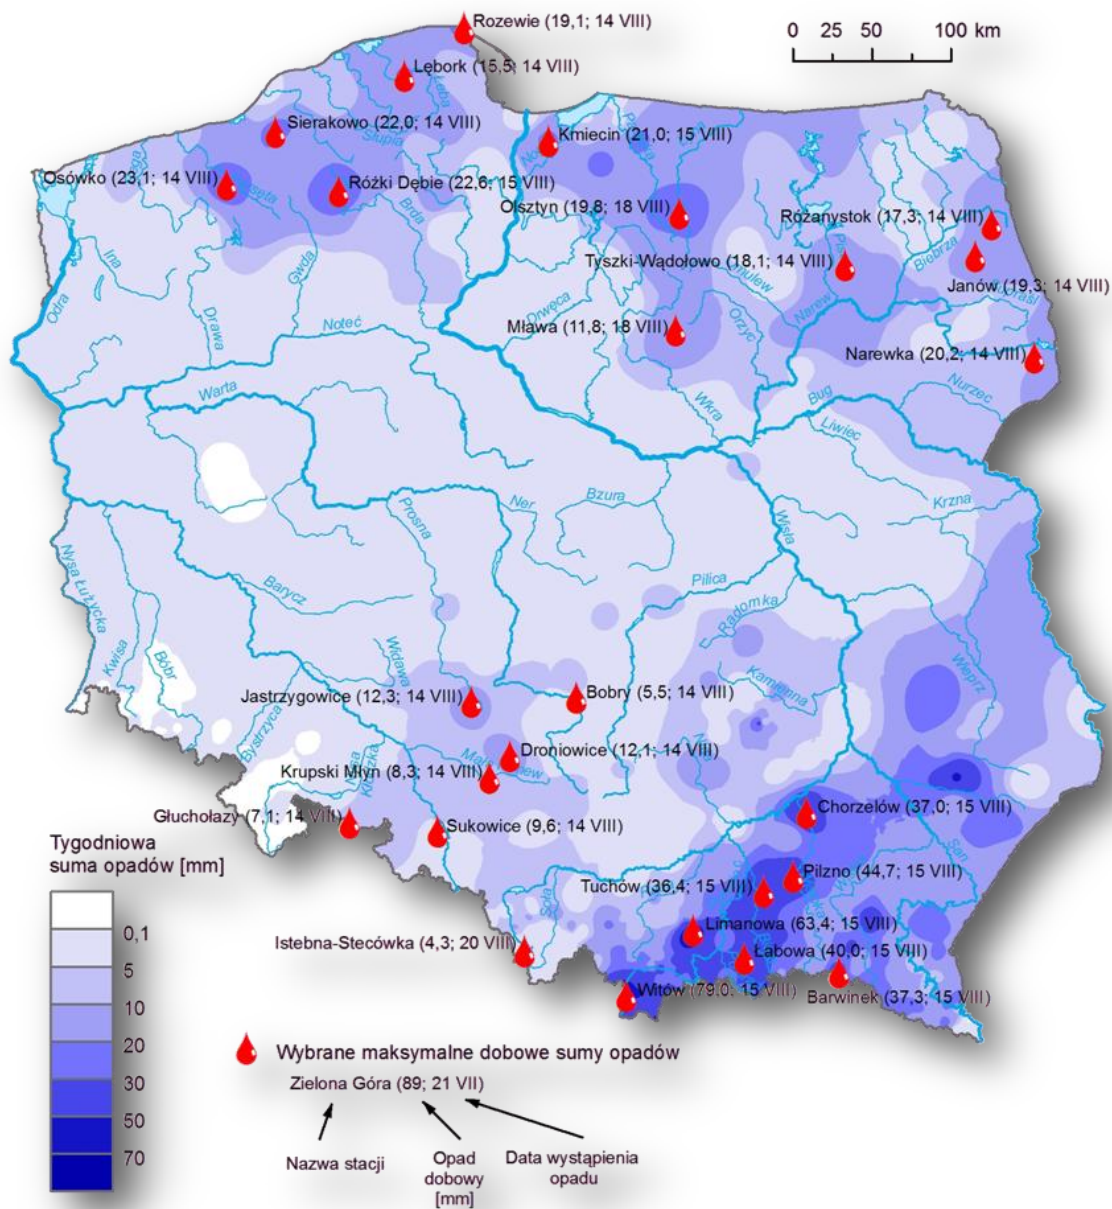 Rozewie (19,1; 14 VIII)
0 25 50 100 km
Lębork (15,5; 14 VIII)
Łeba
Sierakowo (22,0; 14 VIII)
Słupia
Kmiecin (21,0; 15 VIII)
Osówko (23,1; 14 VIII)
Różki Dębie (22,6; 15 VIII)
Brda
Olsztyn (19,8; 18 VIII)
Różanystok (17,3; 14 VIII)
Biebrza
Ina
Gwda
Tyszki-Wądołowo (18,1; 14 VIII)
Janów (19,3; 14 VIII)
Odra
Drawa
Noteć
Drwęca
Orzyc
Narew
Mława (11,8; 18 VIII)
Narewka (20,2; 14 VIII)
Warta
Wkra
Bug
Nurzec
Liwiec
Prosna
Ner
Bzura
Wisła
Krzna
Nysa Łużycka
Kwisa
Bóbr
Barycz
Pilica
Radomka
Widawa
Wieprz
Kamienna
Jastrzygowice (12,3; 14 VIII)
Bobry (5,5; 14 VIII)
Bystrzyca
Droniowice (12,1; 14 VIII)
Krupski Młyn (8,3; 14 VIII)
Nysa
Głuchołazy (7,1; 14 VIII)
Sukowice (9,6; 14 VIII)
Chorzelów (37,0; 15 VIII)
San
Tuchów (36,4; 15 VIII)
Pilzno (44,7; 15 VIII)
Limanowa (63,4; 15 VIII)
Istebna-Stecówka (4,3; 20 VIII)
Soła
Łabowa (40,0; 15 VIII)
Witów (79,0; 15 VIII)
Barwinek (37,3; 15 VIII)
Tygodniowa
suma opadów [mm]
0,1
5
10
20
30
50
70
Wybrane maksymalne dobowe sumy opadów
Zielona Góra (89; 21 VII)
Nazwa stacji
Opad
dobowy
[mm]
Data wystąpienia
opadu